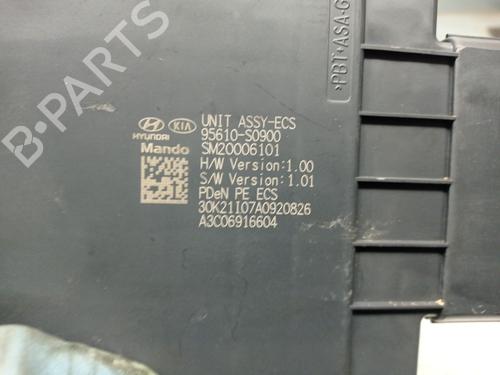 >PBT+ASA-G
UNIT ASSY-ECS
HYUNDAI KIA 95610-S0900
Mando SM20006101
H/W Version:1.00
S/W Version:1.01
PDeN PE ECS
30K21I07A0920826
A3C06916604
B-PARTS